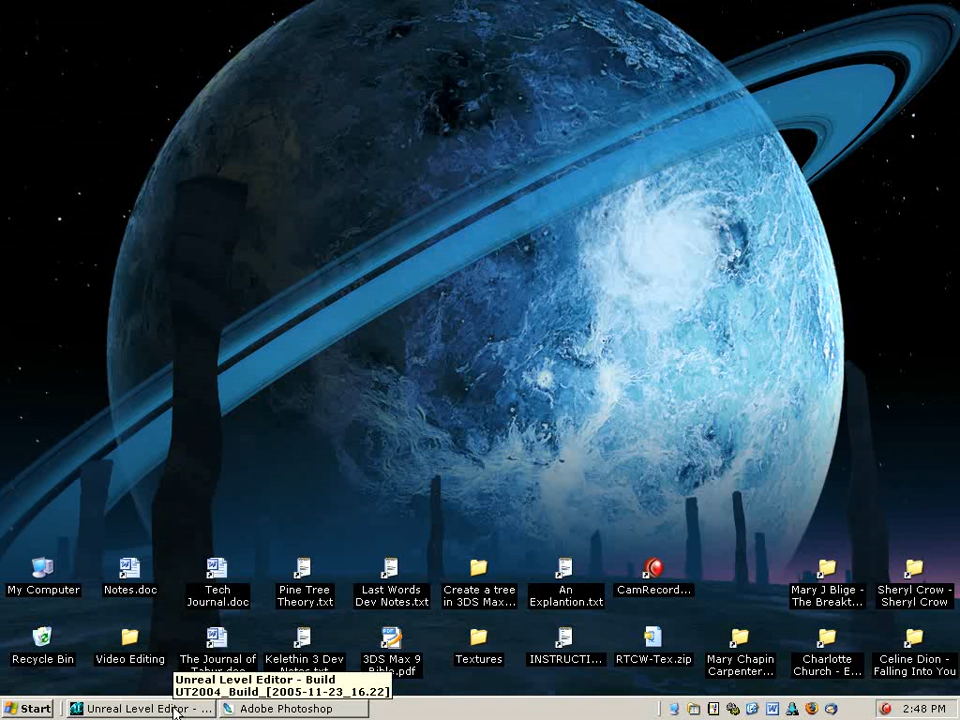 My Computer
Notes.doc
Tech
Journal.doc
Pine Tree
Theory.txt
Last Words
Dev Notes.txt
Create a tree
in 3DS Max...
An
Explantion.txt
CamRecord...
Mary J Blige -
The Breakt...
Sheryl Crow -
Sheryl Crow
Recycle Bin
Video Editing
The Journal of
Kelethin 3 Dev
3DS Max 9
Bible.pdf
Textures
INSTRUCTI...
RTCW-Tex.zip
Mary Chapin
Carpenter...
Charlotte
Church - E...
Celine Dion -
Falling Into You
Unreal Level Editor - Build
UT2004_Build_[2005-11-23_16.22]
Start
Unreal Level Editor - ...
Adobe Photoshop
2:48 PM